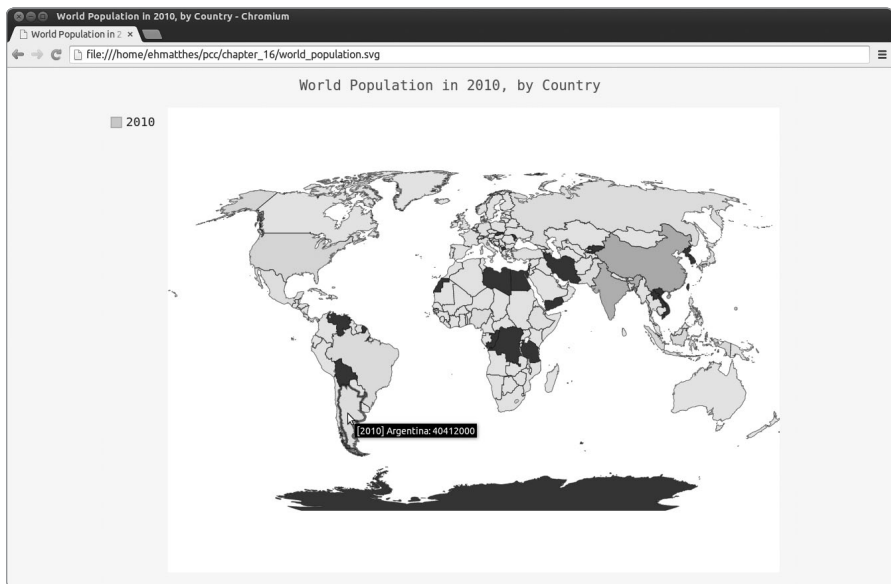 World Population in 2010, by Country - Chromium
World Population in 2
file:///home/ehmatthes/pcc/chapter_16/world_population.svg
World Population in 2010, by Country
2010
[2010] Argentina: 40412000